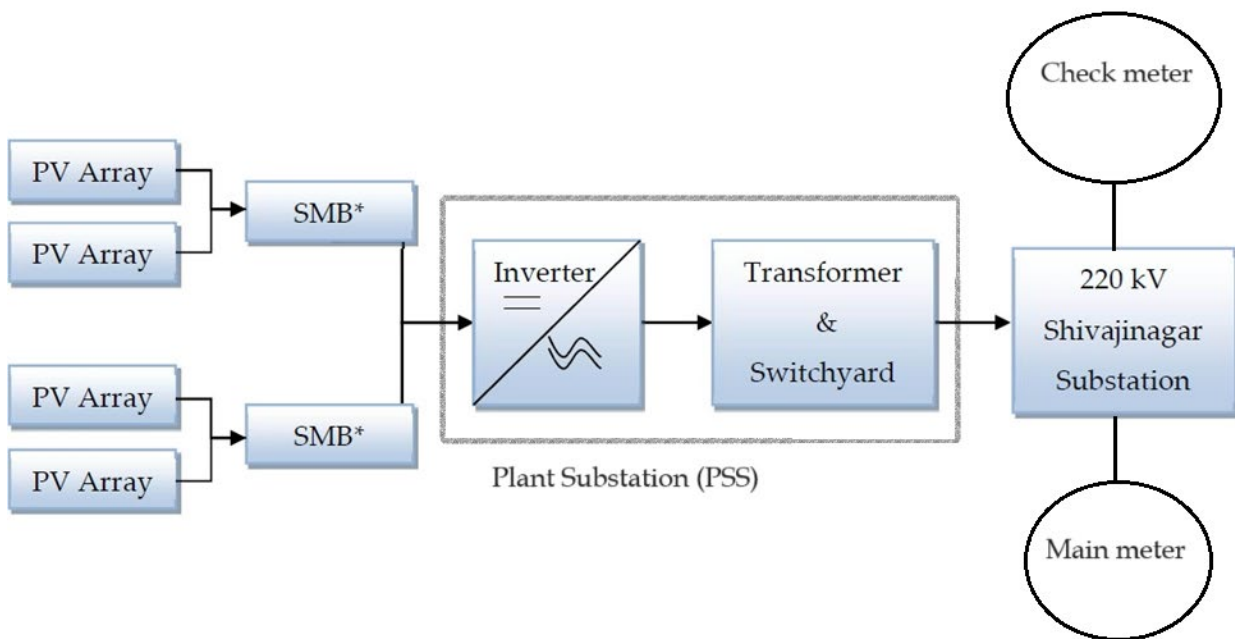 Check meter
PV Array
PV Array
SMB*
Inverter
Transformer
&
Switchyard
220 kV
Shivajinagar
Substation
PV Array
PV Array
SMB*
Plant Substation (PSS)
Main meter